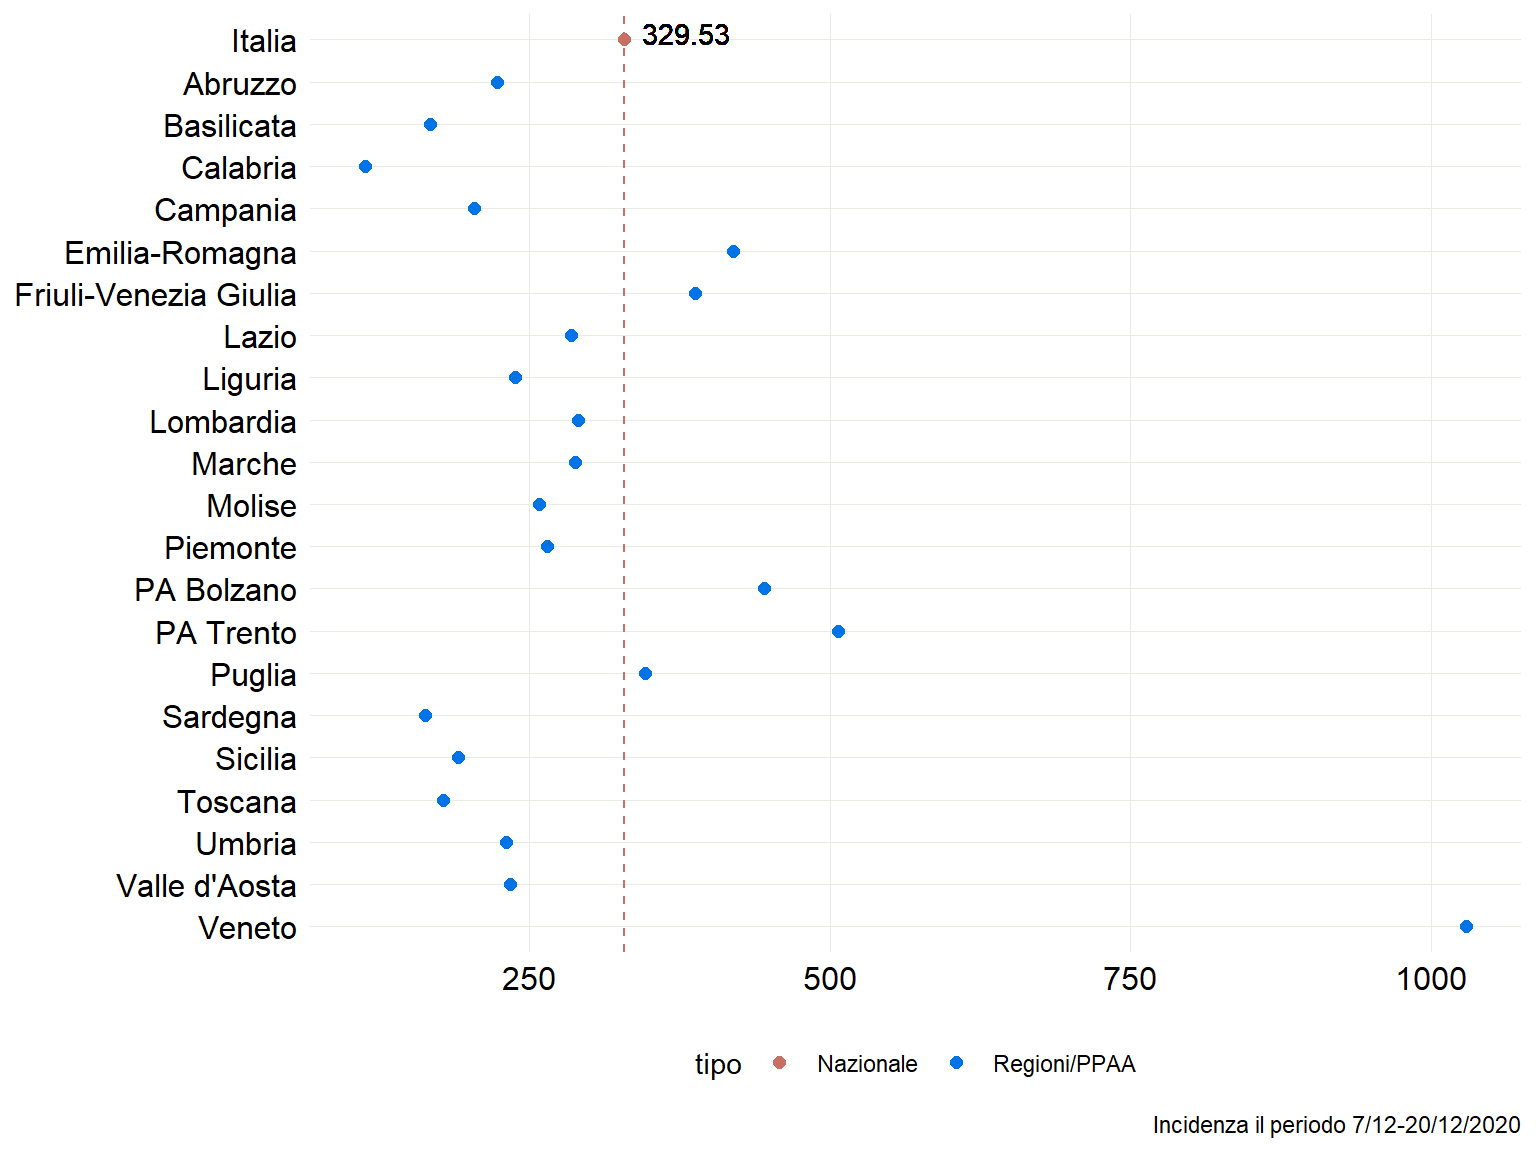 Italia
329.53
Abruzzo
Basilicata
Calabria
Campania
Emilia-Romagna
Friuli-Venezia Giulia
Lazio
Liguria
Lombardia
Marche
Molise
Piemonte
PA Bolzano
PA Trento
Puglia
Sardegna
Sicilia
Toscana
Umbria
Valle d'Aosta
Veneto
250 500 750 1000
tipo Nazionale Regioni/PPAA
Incidenza il periodo 7/12-20/12/2020